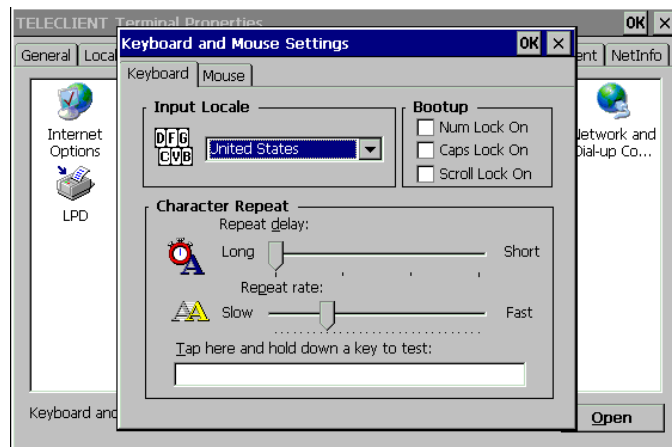 TELECLIENT Terminal Properties OK
General Local ent NetInfo
Keyboard and Mouse Settings OK
Keyboard Mouse
Input Locale
DFG
CVB
United States
Bootup
Num Lock On
Caps Lock On
Scroll Lock On
Character Repeat
Repeat delay:
Long Short
Repeat rate:
Slow Fast
Tap here and hold down a key to test:
Internet
Options
LPD
Network and
Dial-up Co...
Keyboard and
Open